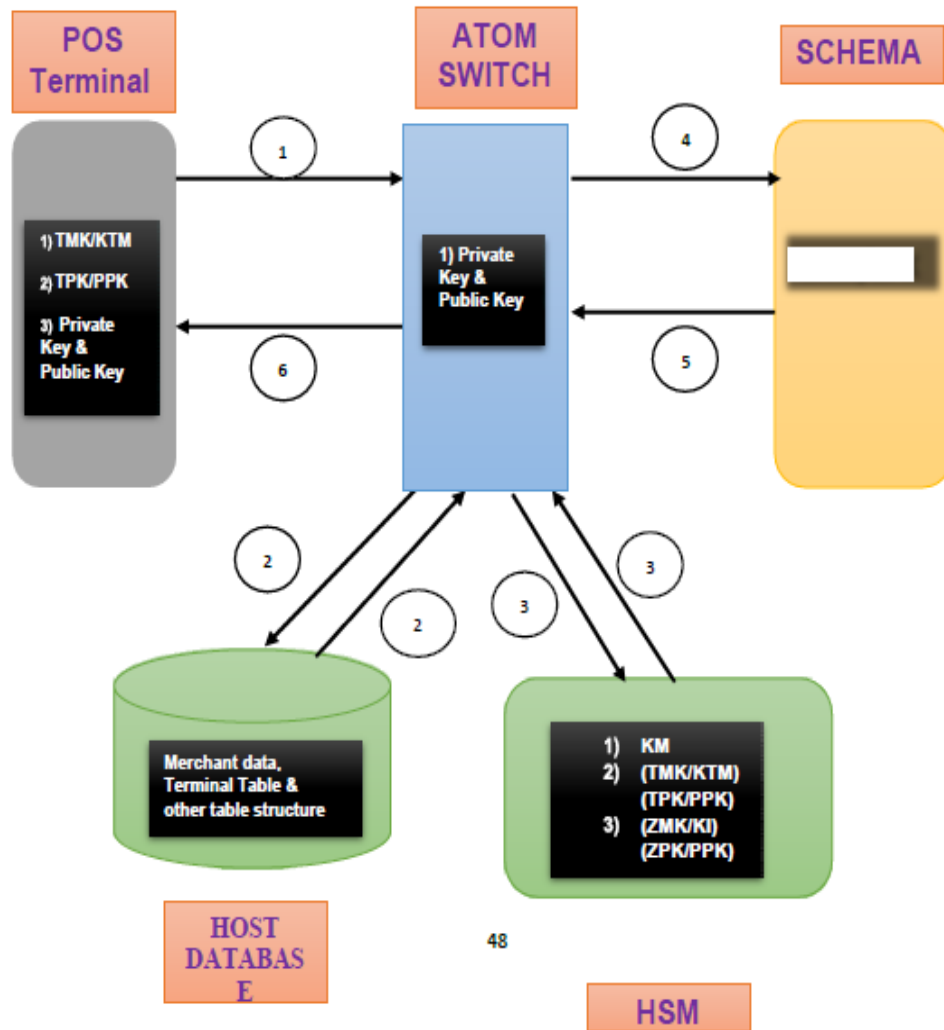 POS
Terminal
ATOM
SWITCH
SCHEMA
1
4
1) TMK/KTM
2) TPK/PPK
3) Private
Key &
Public Key
1) Private
Key &
Public Key
6
5
2
2
3
3
Merchant data,
Terminal Table &
other table structure
1) KM
2) (TMK/KTM)
(TPK/PPK)
3) (ZMK/KI)
(ZPK/PPK)
HOST
DATABAS
E
48
HSM